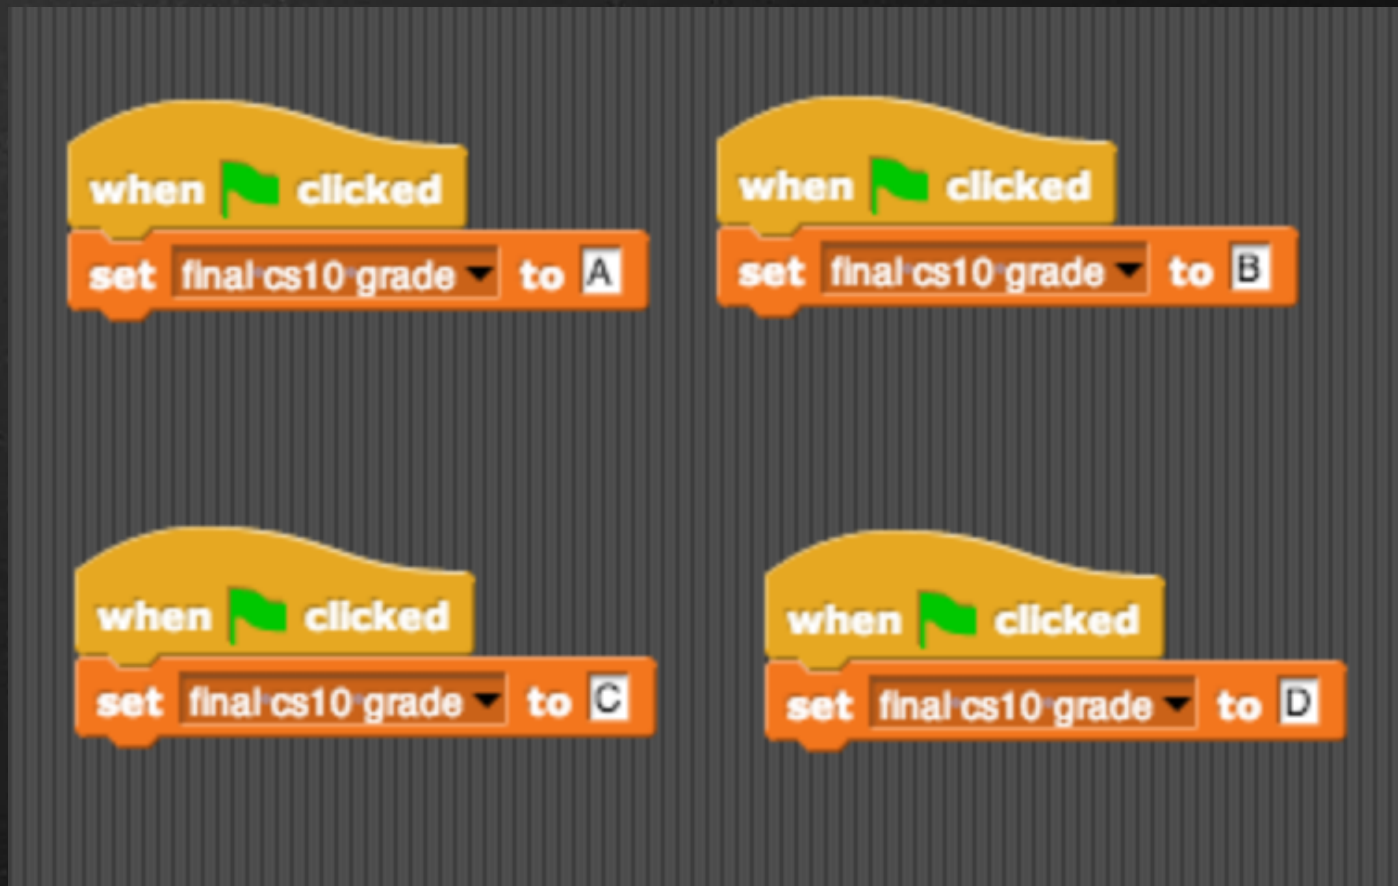 when clicked
set final cs10 grade to A
when clicked
set final cs10 grade to B
when clicked
set final cs10 grade to C
when clicked
set final cs10 grade to D